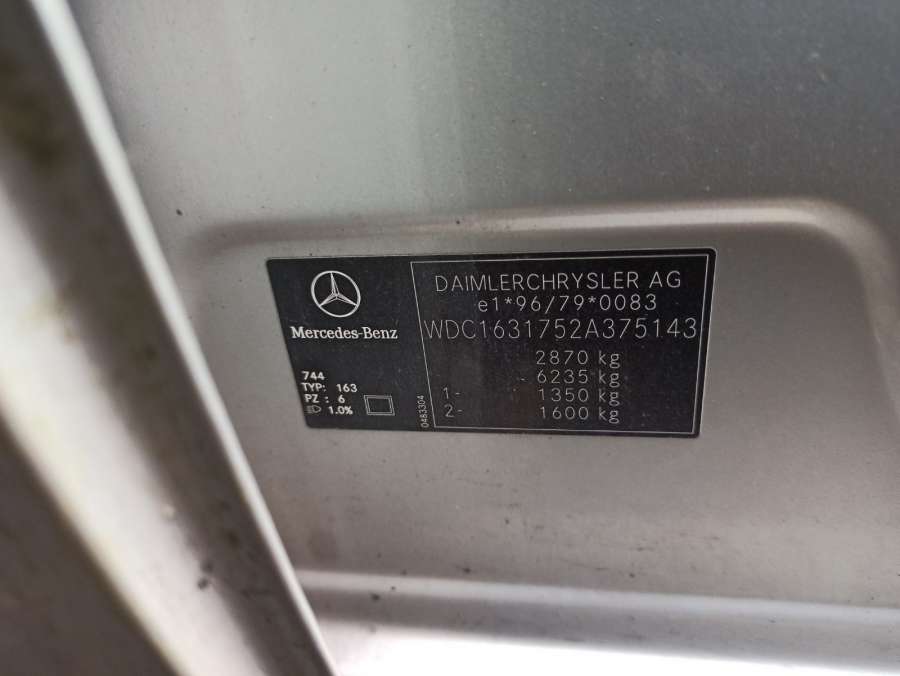 Mercedes-Benz
744
TYP: 163
PZ : 6
1.0%
0483304
DAIMLERCHRYSLER AG
e1*96/79*0083
WDC1631752A375143
2870 kg
6235 kg
1- 1350 kg
2- 1600 kg